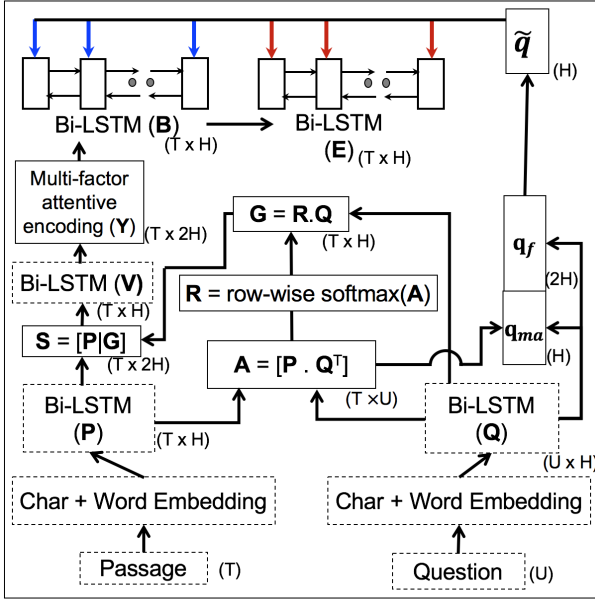 q̃
(H)
Bi-LSTM (B)
(T x H)
Bi-LSTM
(E)
(T x H)
Multi-factor
attentive
encoding (Y)
(T x 2H)
G = R.Q
(T x H)
q_f
(2H)
Bi-LSTM (V)
(T x H)
R = row-wise softmax(A)
q_ma
(H)
S = [P|G]
(T x 2H)
A = [P . Qᵀ]
(T ×U)
Bi-LSTM
(P)
(T x H)
Bi-LSTM
(Q)
(U x H)
Char + Word Embedding
Char + Word Embedding
Passage
(T)
Question
(U)